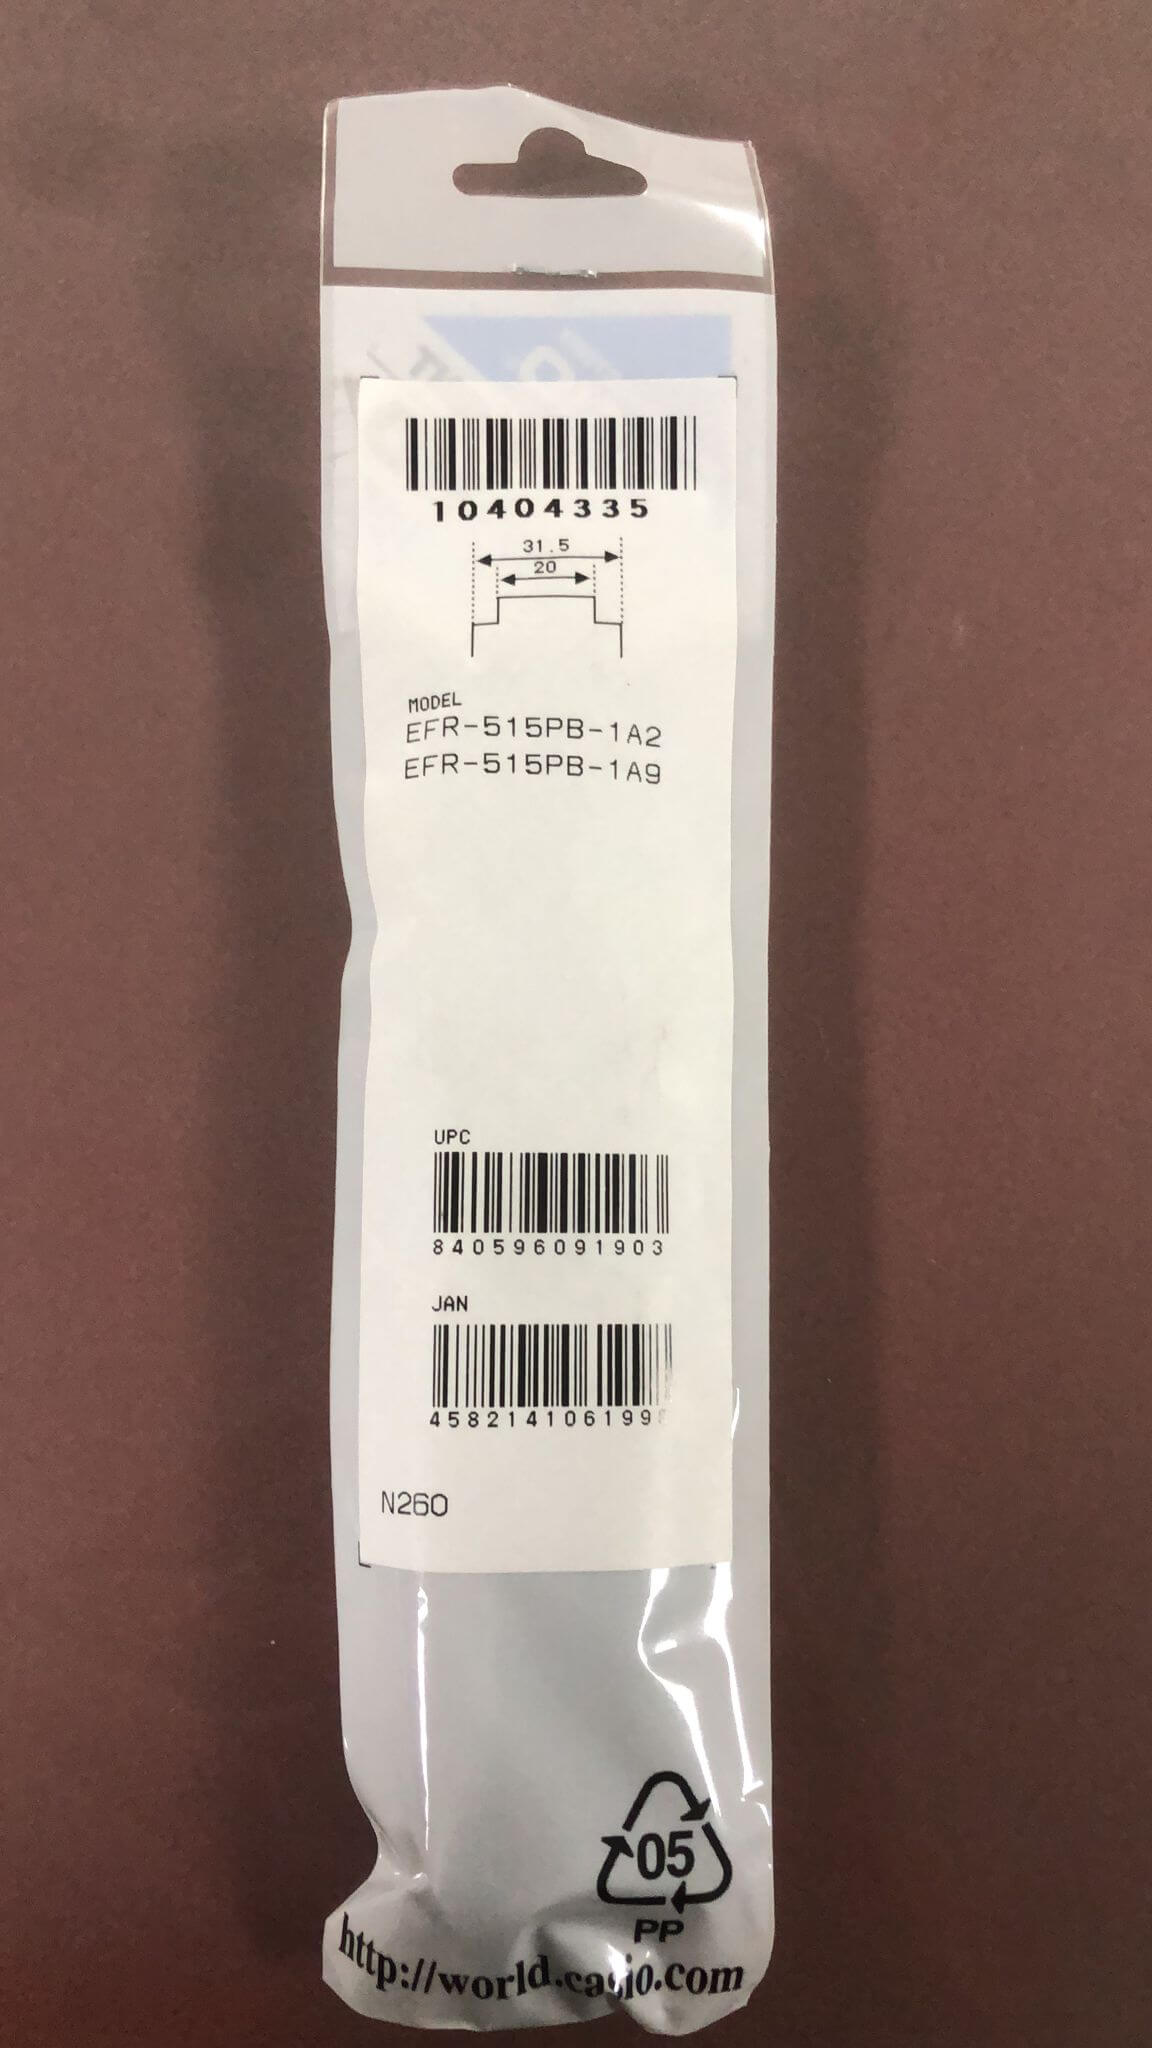 10404335
31.5
20
MODEL
EFR-515PB-1A2
EFR-515PB-1A9
UPC
840596091903
JAN
458214106199
N260
05
PP
http://world.casio.com